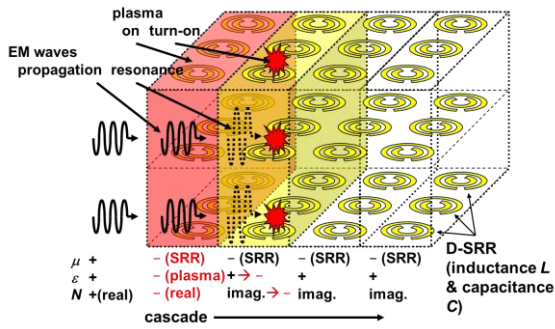 plasma
on turn-on
EM waves
propagation resonance
D-SRR
(inductance L
& capacitance
C)
μ + − (SRR) − (SRR) − (SRR) − (SRR)
ε + − (plasma) +→ − + +
N +(real) − (real) imag.→ − imag. imag.
cascade